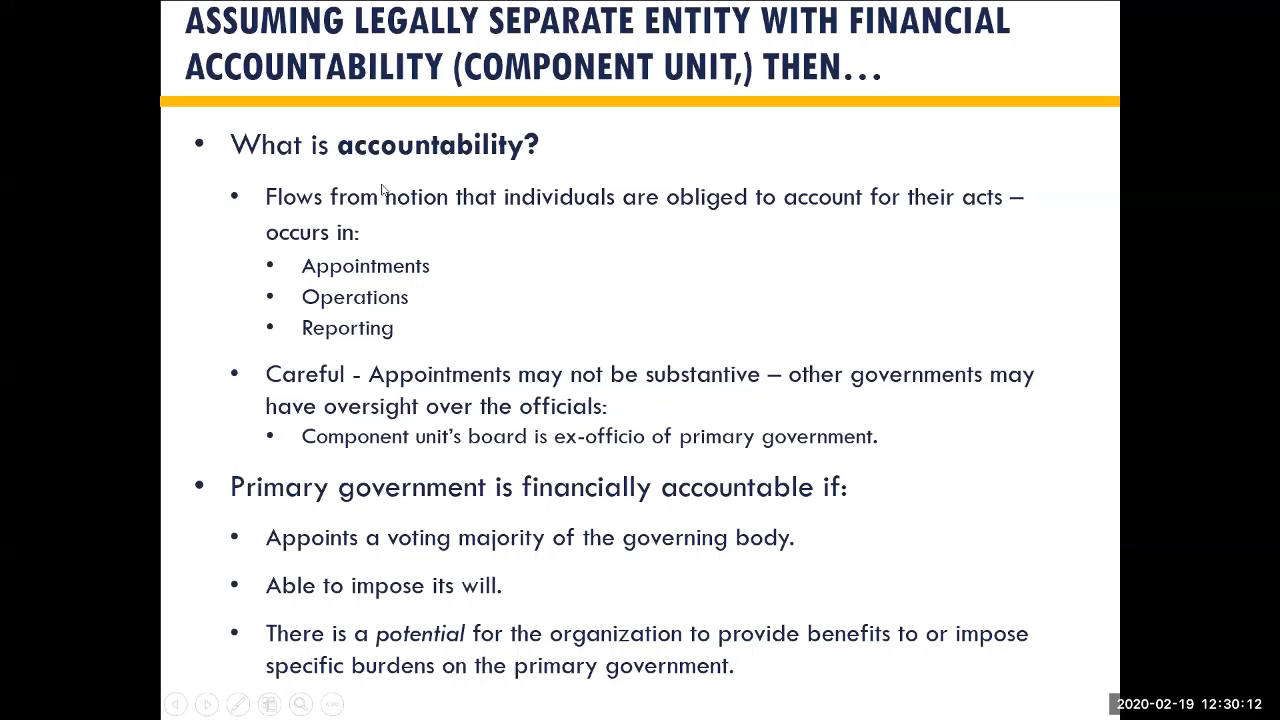 ASSUMING LEGALLY SEPARATE ENTITY WITH FINANCIAL
ACCOUNTABILITY (COMPONENT UNIT,) THEN...
• What is accountability?
• Flows from notion that individuals are obliged to account for their acts –
occurs in:
• Appointments
• Operations
• Reporting
• Careful - Appointments may not be substantive – other governments may
have oversight over the officials:
• Component unit's board is ex-officio of primary government.
• Primary government is financially accountable if:
• Appoints a voting majority of the governing body.
• Able to impose its will.
• There is a potential for the organization to provide benefits to or impose
specific burdens on the primary government.
2020-02-19 12:30:12